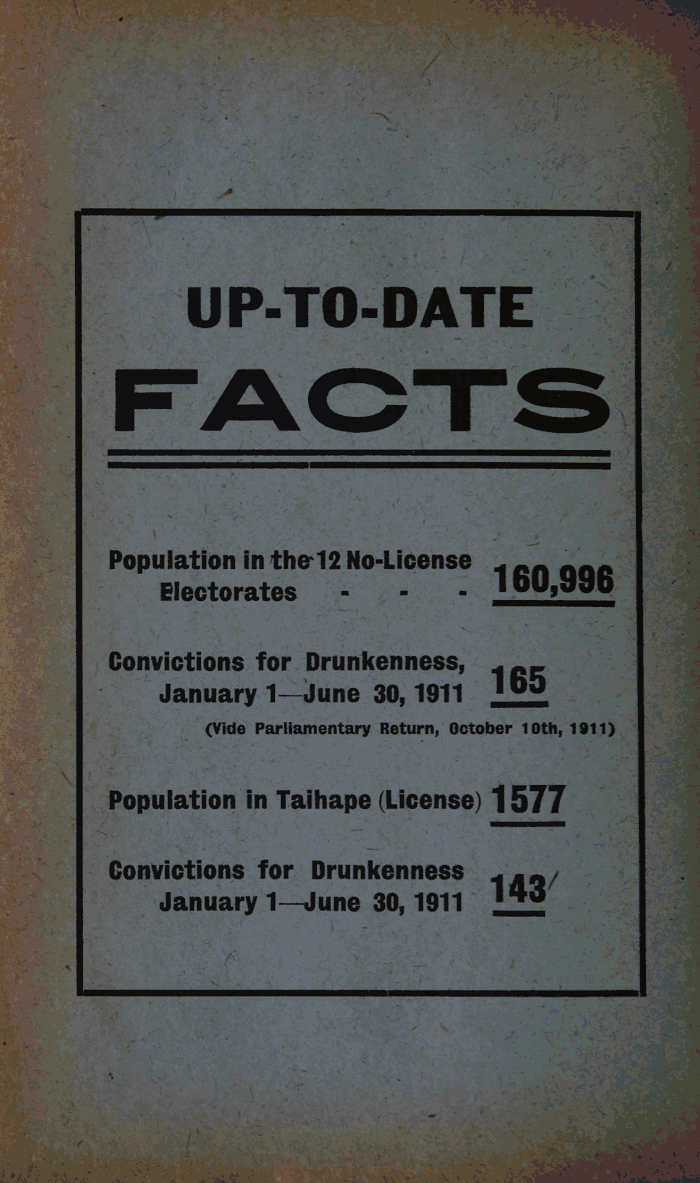 UP-TO-DATE
FACTS
Population in the 12 No-License
Electorates - - - 160,996
Convictions for Drunkenness,
January 1—June 30, 1911 165
(Vide Parliamentary Return, October 10th, 1911)
Population in Taihape (License) 1577
Convictions for Drunkenness
January 1—June 30, 1911 143